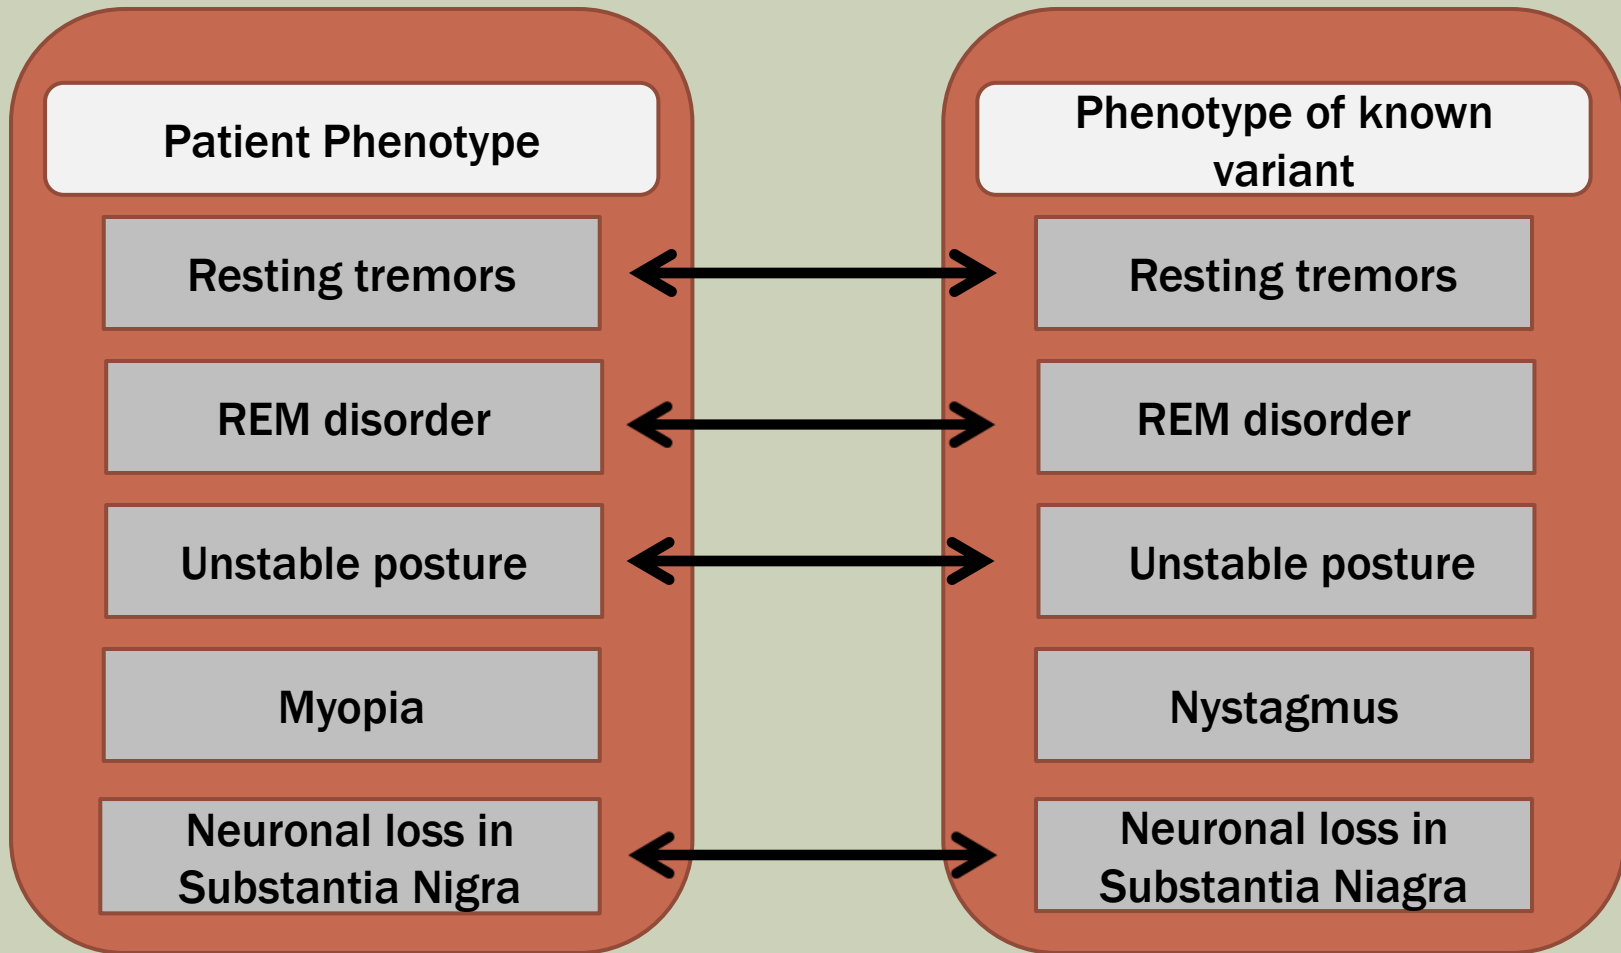 Patient Phenotype
Resting tremors
REM disorder
Unstable posture
Myopia
Neuronal loss in
Substantia Nigra
Phenotype of known
variant
Resting tremors
REM disorder
Unstable posture
Nystagmus
Neuronal loss in
Substantia Niagra